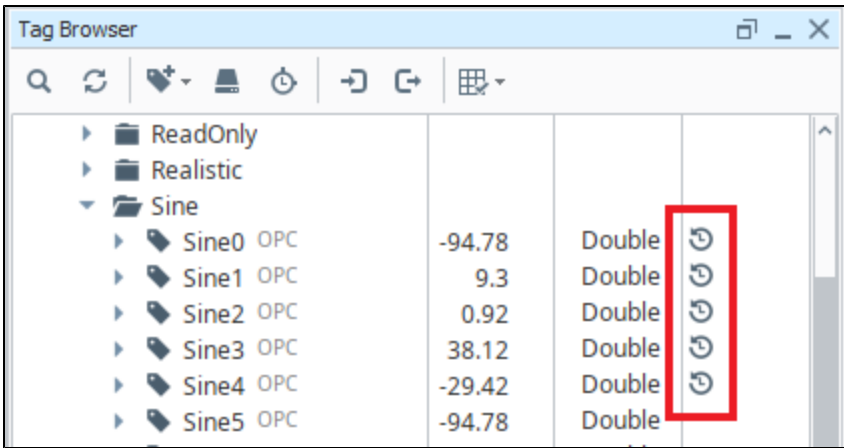 Tag Browser
ReadOnly
Realistic
Sine
Sine0 OPC -94.78 Double
Sine1 OPC 9.3 Double
Sine2 OPC 0.92 Double
Sine3 OPC 38.12 Double
Sine4 OPC -29.42 Double
Sine5 OPC -94.78 Double